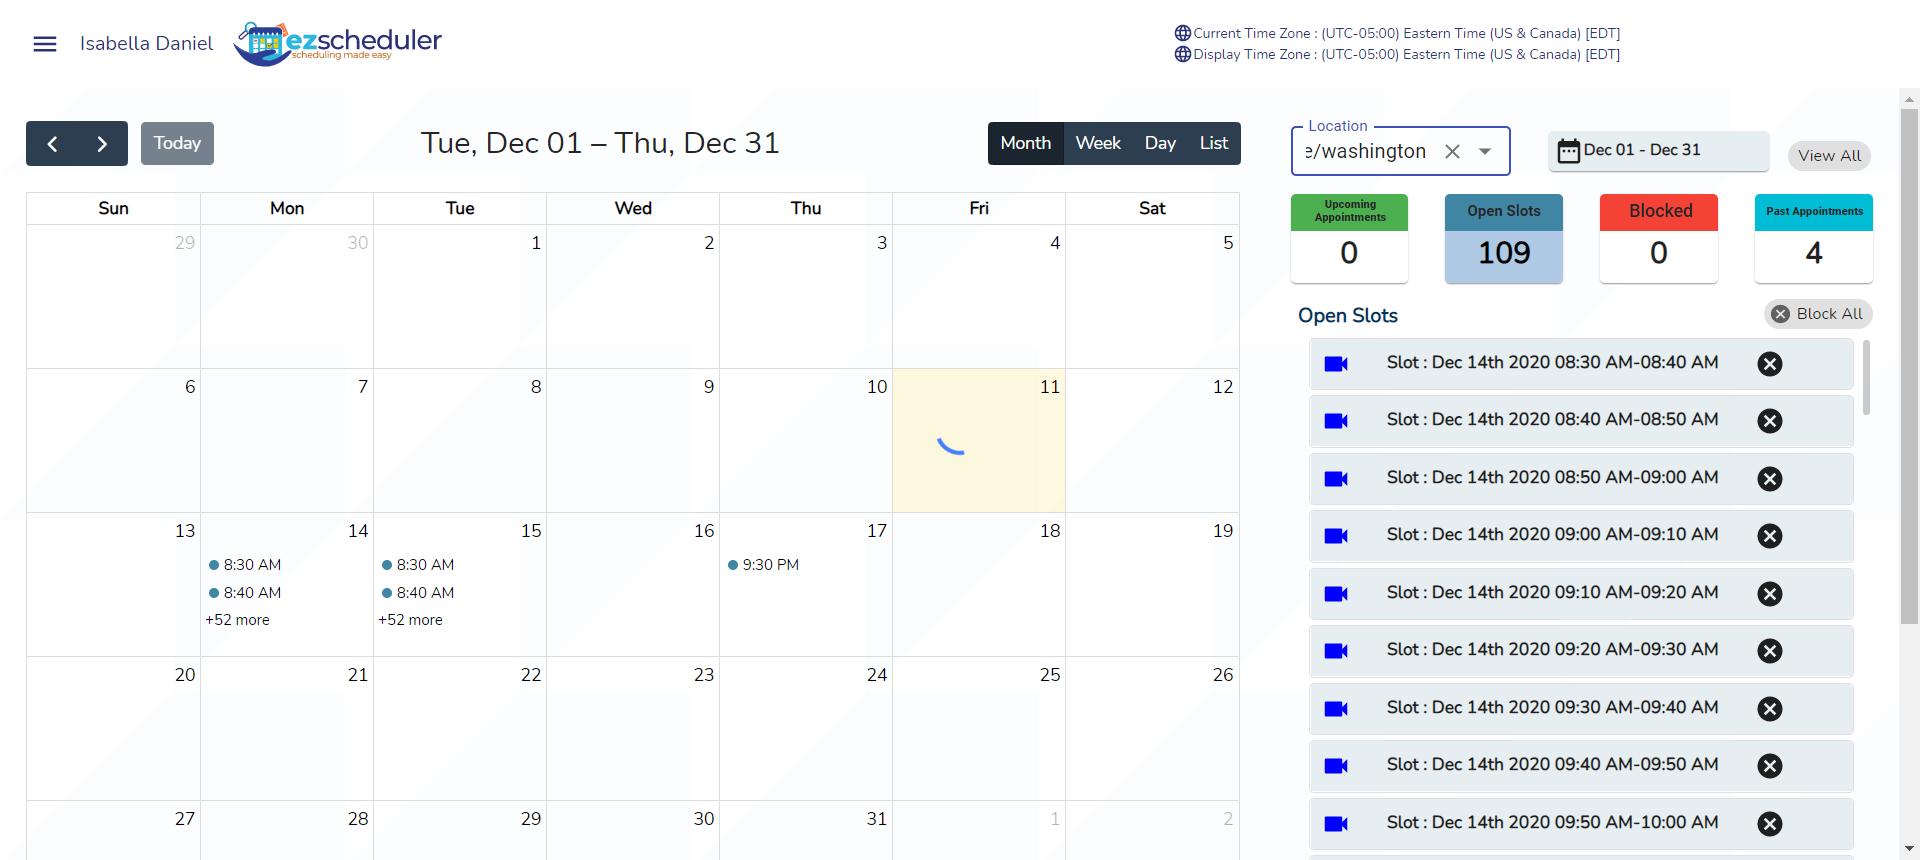 Isabella Daniel
ezscheduler
scheduling made easy
Current Time Zone : (UTC-05:00) Eastern Time (US & Canada) [EDT]
Display Time Zone : (UTC-05:00) Eastern Time (US & Canada) [EDT]
Today
Tue, Dec 01 – Thu, Dec 31
Month Week Day List
Location
e/washington
Dec 01 - Dec 31
View All
Sun Mon Tue Wed Thu Fri Sat
29 30 1 2 3 4 5
6 7 8 9 10 11 12
13 14 15 16 17 18 19
8:30 AM 8:30 AM 9:30 PM
8:40 AM 8:40 AM
+52 more +52 more
20 21 22 23 24 25 26
27 28 29 30 31 1 2
Upcoming
Appointments
0
Open Slots
109
Blocked
0
Past Appointments
4
Open Slots
Block All
Slot : Dec 14th 2020 08:30 AM-08:40 AM
Slot : Dec 14th 2020 08:40 AM-08:50 AM
Slot : Dec 14th 2020 08:50 AM-09:00 AM
Slot : Dec 14th 2020 09:00 AM-09:10 AM
Slot : Dec 14th 2020 09:10 AM-09:20 AM
Slot : Dec 14th 2020 09:20 AM-09:30 AM
Slot : Dec 14th 2020 09:30 AM-09:40 AM
Slot : Dec 14th 2020 09:40 AM-09:50 AM
Slot : Dec 14th 2020 09:50 AM-10:00 AM